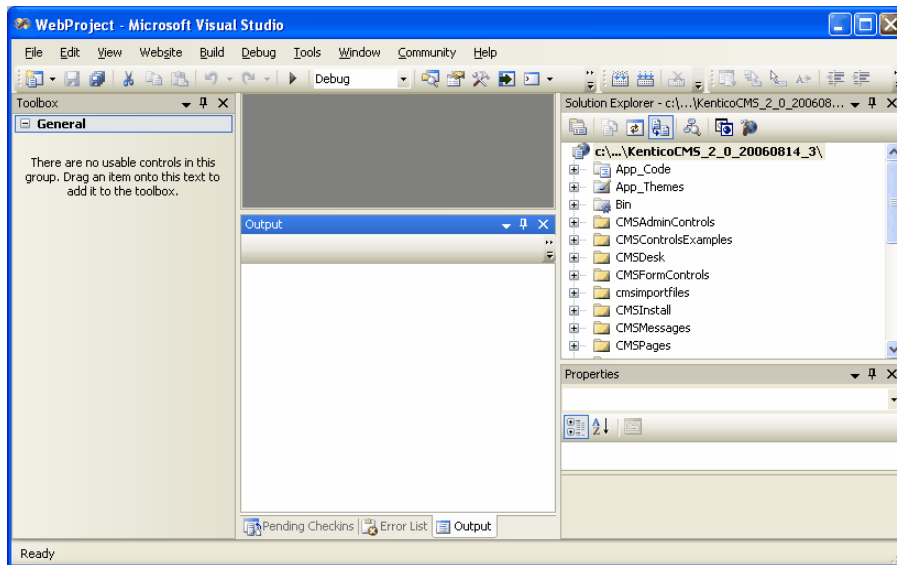 WebProject - Microsoft Visual Studio
File Edit View Website Build Debug Tools Window Community Help
Debug
Toolbox
General
There are no usable controls in this
group. Drag an item onto this text to
add it to the toolbox.
Output
Pending Checkins Error List Output
Solution Explorer - c:\...\KenticoCMS_2_0_200608...
c:\...\KenticoCMS_2_0_20060814_3\
App_Code
App_Themes
Bin
CMSAdminControls
CMSControlsExamples
CMSDesk
CMSFormControls
cmsimportfiles
CMSInstall
CMSMessages
CMSPages
Properties
Ready